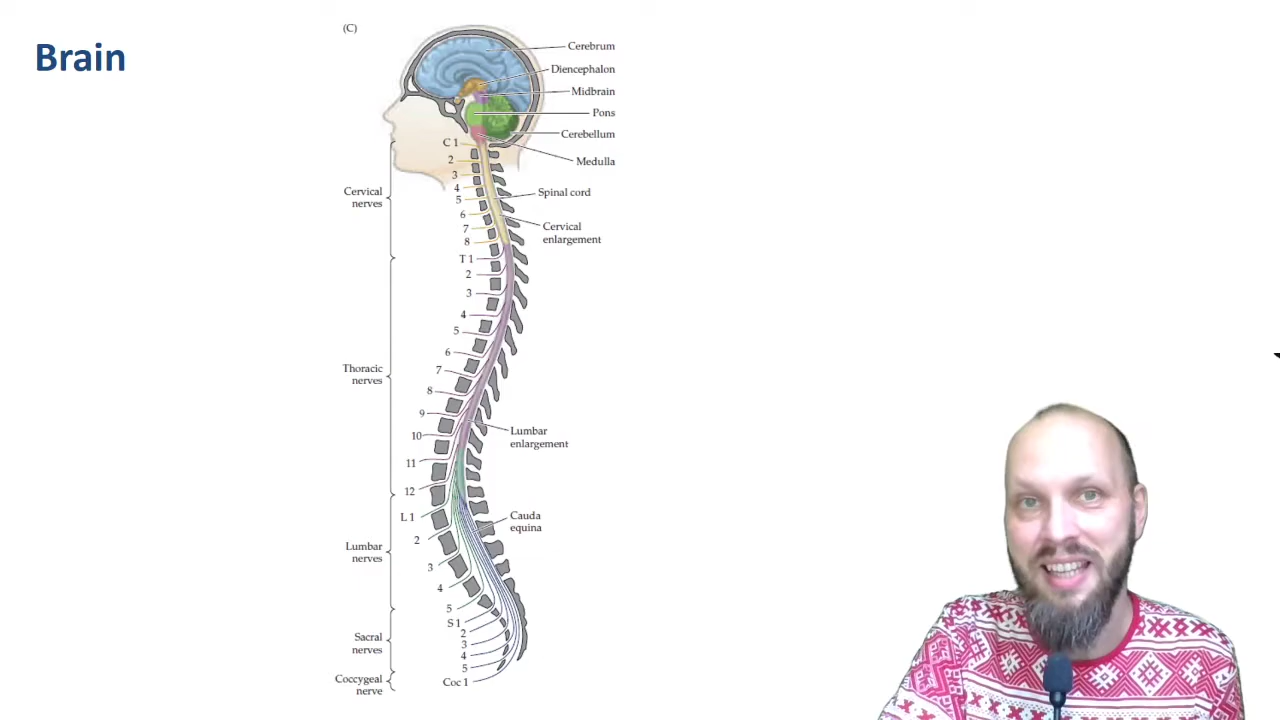 Brain
(C)
Cerebrum
Diencephalon
Midbrain
Pons
Cerebellum
Medulla
C 1
2
3
4
5
6
7
8
Spinal cord
Cervical
enlargement
Cervical
nerves
T 1
2
3
4
5
6
7
8
9
10
11
12
Thoracic
nerves
Lumbar
enlargement
L 1
2
3
4
5
Cauda
equina
Lumbar
nerves
S 1
2
3
4
5
Sacral
nerves
Coc 1
Coccygeal
nerve